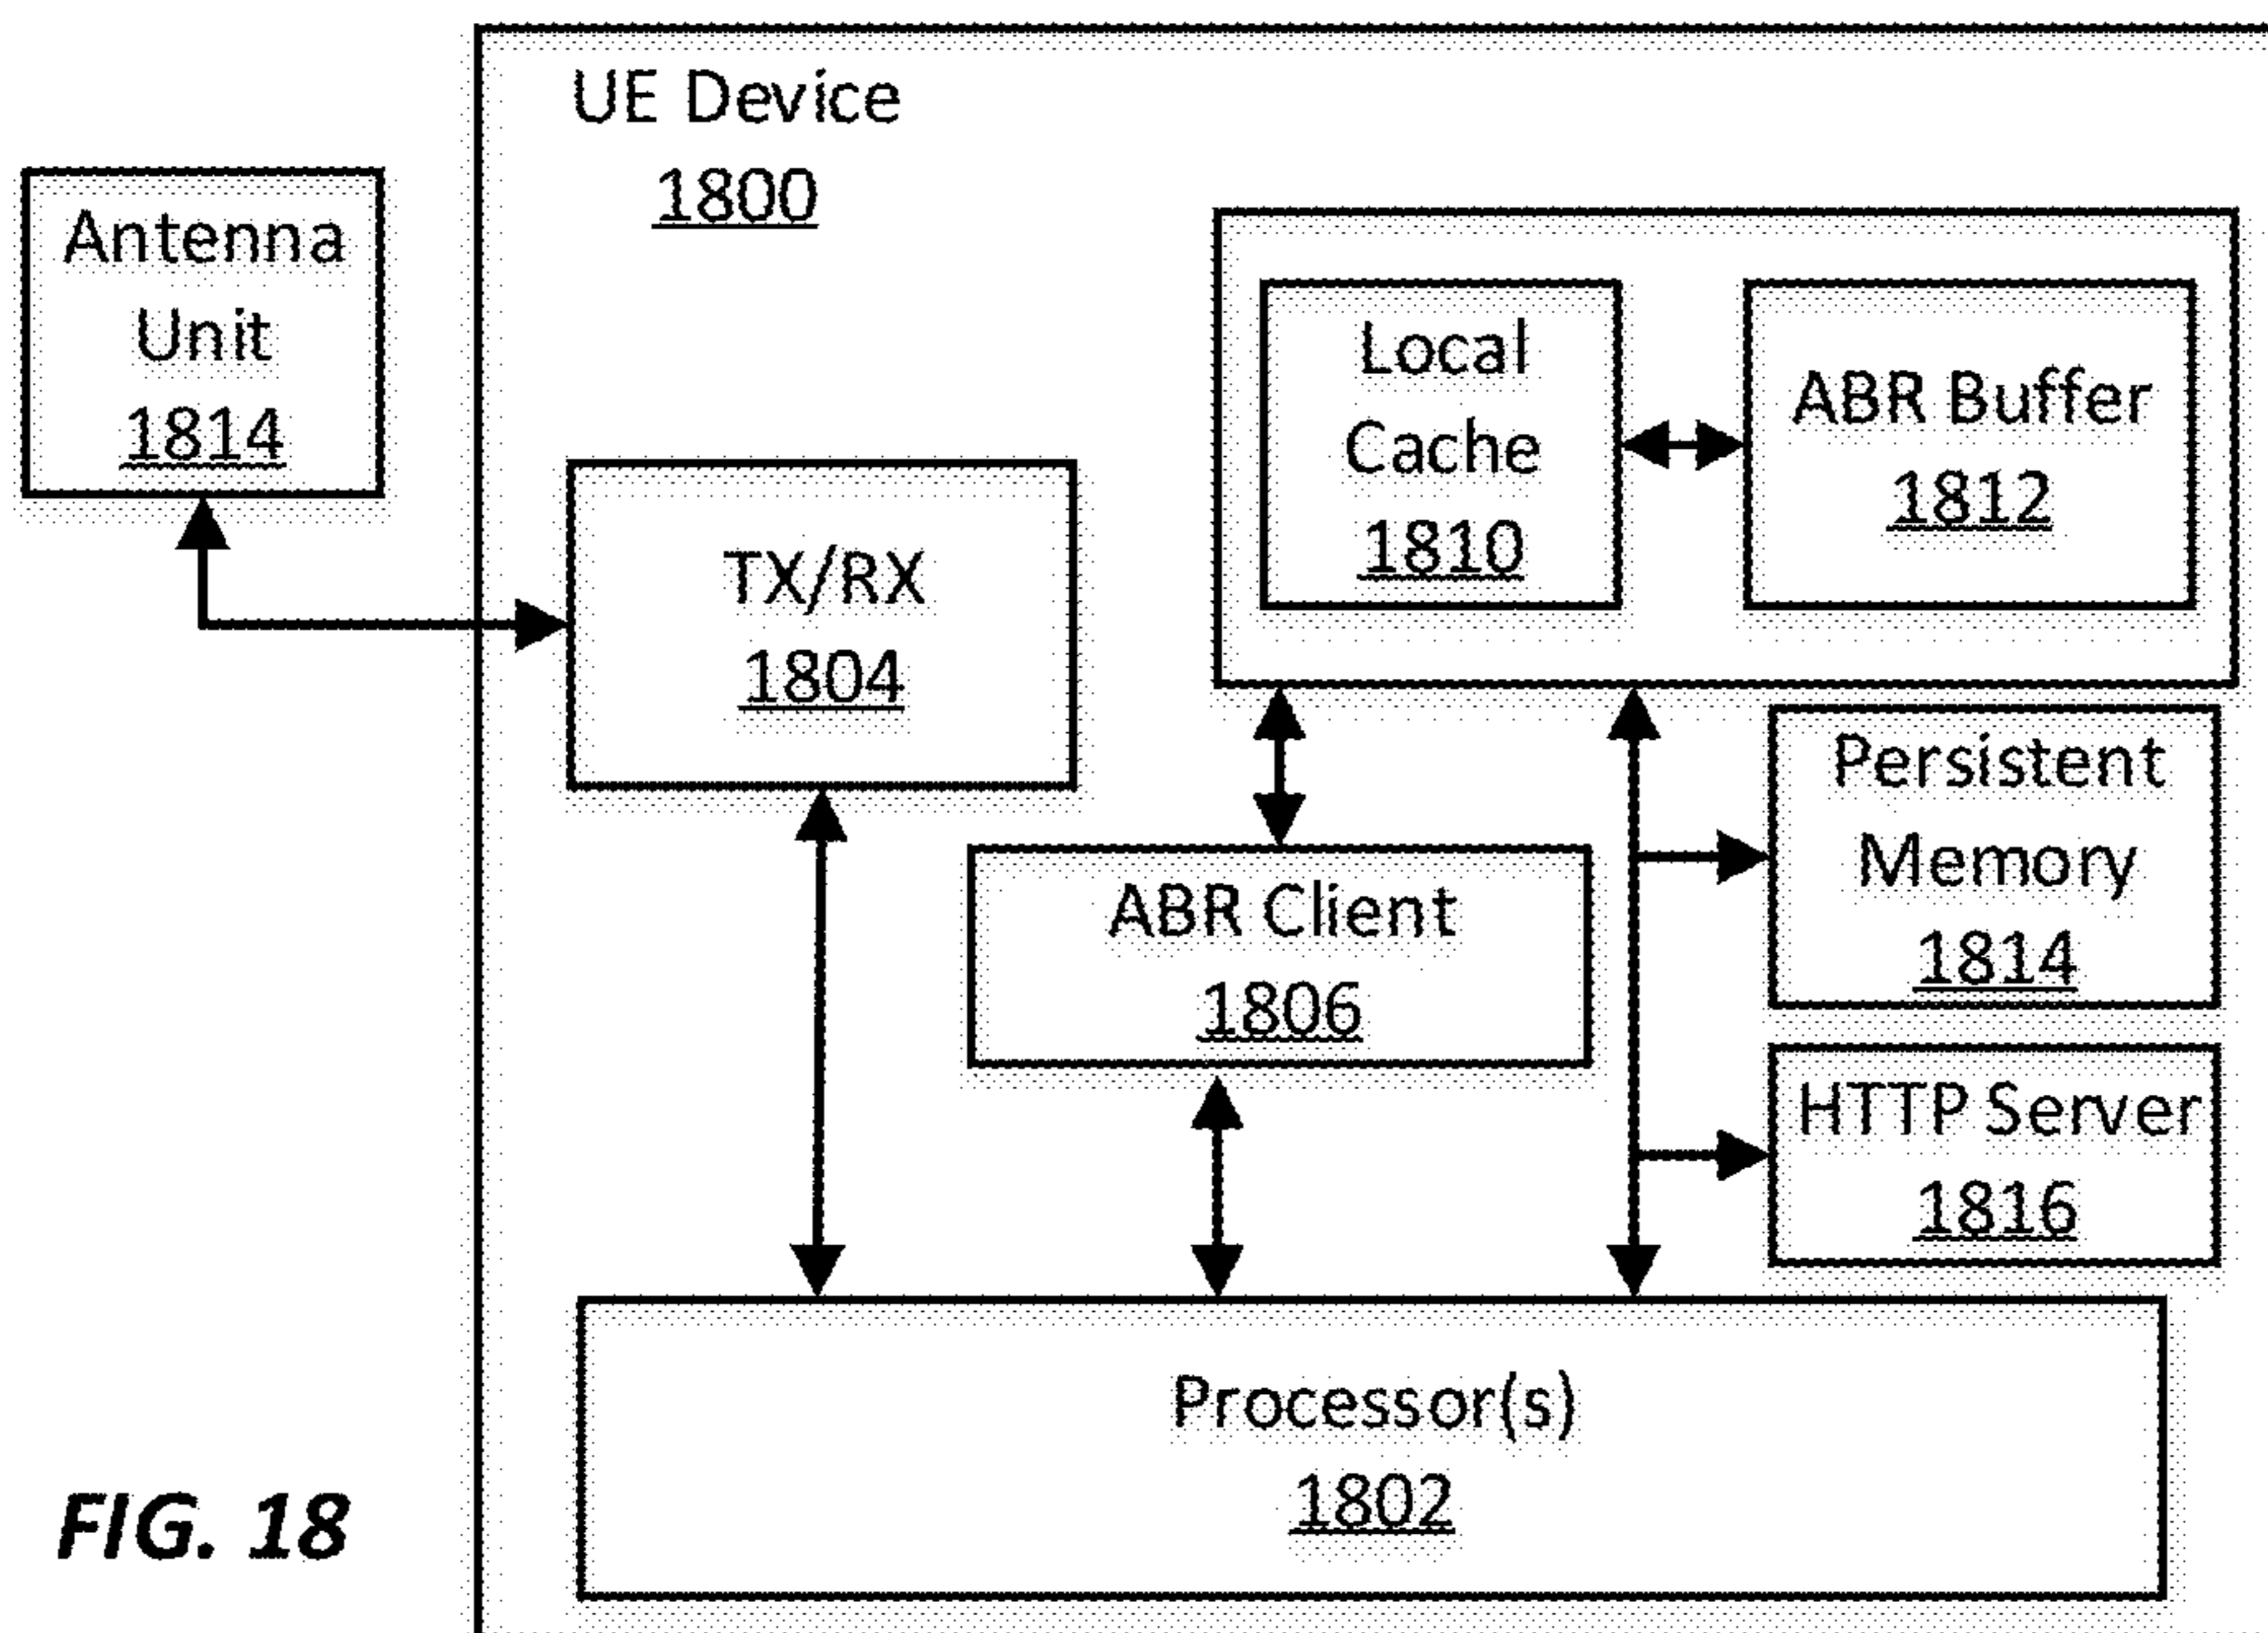 UE Device
1800
Antenna
Unit
1814
Local
Cache
1810
ABR Buffer
1812
TX/RX
1804
Persistent
Memory
1814
ABR Client
1806
HTTP Server
1816
Processor(s)
1802
FIG. 18